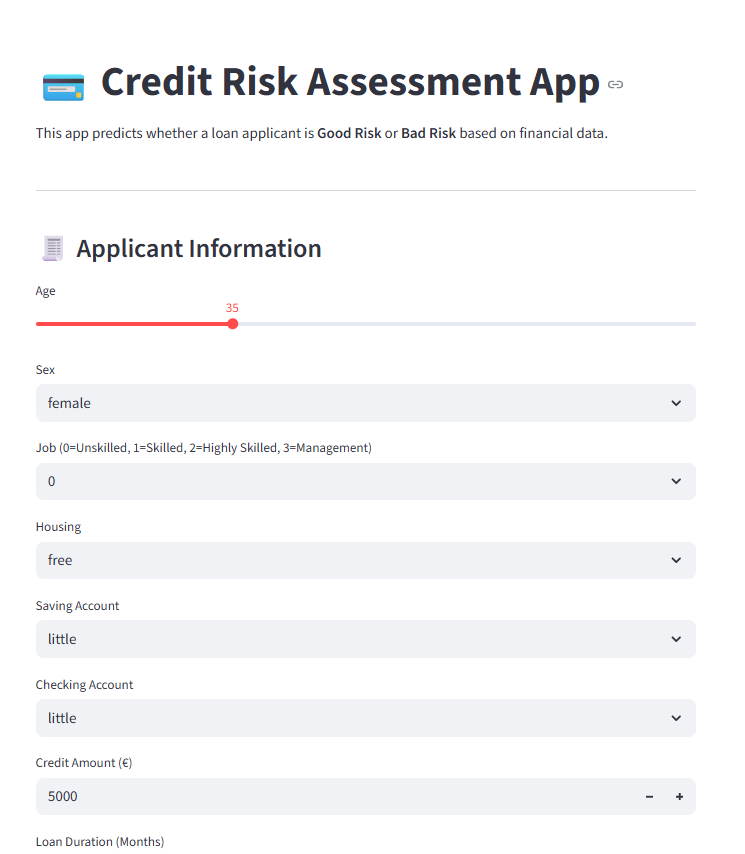 Credit Risk Assessment App
This app predicts whether a loan applicant is Good Risk or Bad Risk based on financial data.
Applicant Information
Age
35
Sex
female
Job (0=Unskilled, 1=Skilled, 2=Highly Skilled, 3=Management)
0
Housing
free
Saving Account
little
Checking Account
little
Credit Amount (€)
5000
Loan Duration (Months)